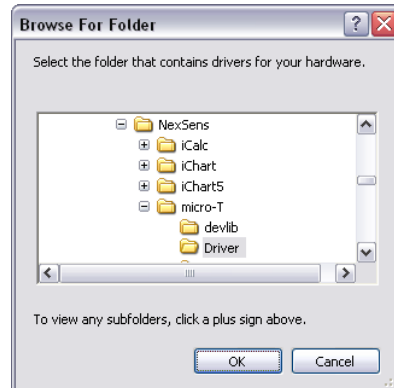 Browse For Folder
Select the folder that contains drivers for your hardware.
NexSens
iCalc
iChart
iChart5
micro-T
devlib
Driver
To view any subfolders, click a plus sign above.
OK Cancel